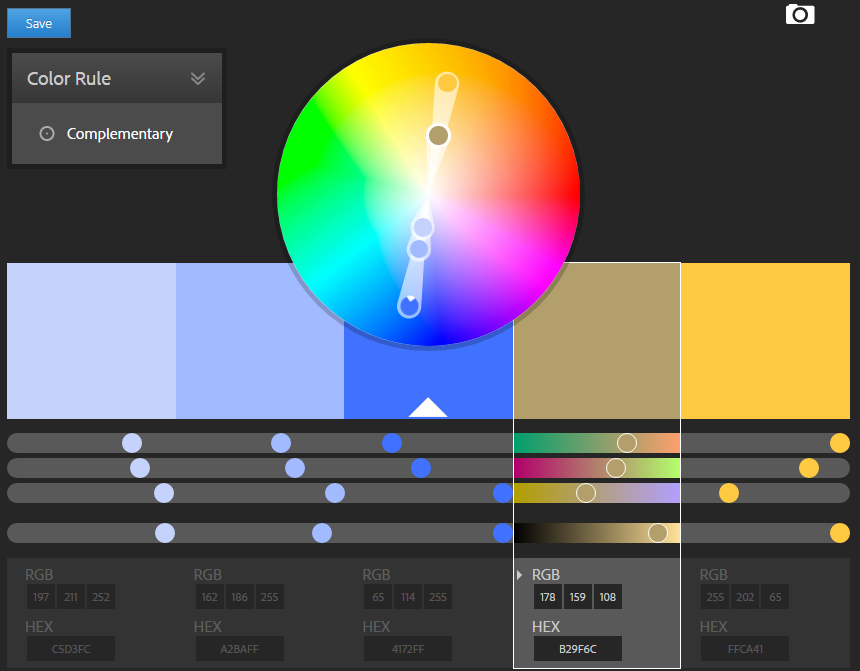 Save
Color Rule
Complementary
RGB RGB RGB RGB RGB
197 211 252 162 186 255 65 114 255 178 159 108 255 202 65
HEX HEX HEX HEX HEX
C5D3FC A2BAFF 4172FF B29F6C FFCA41